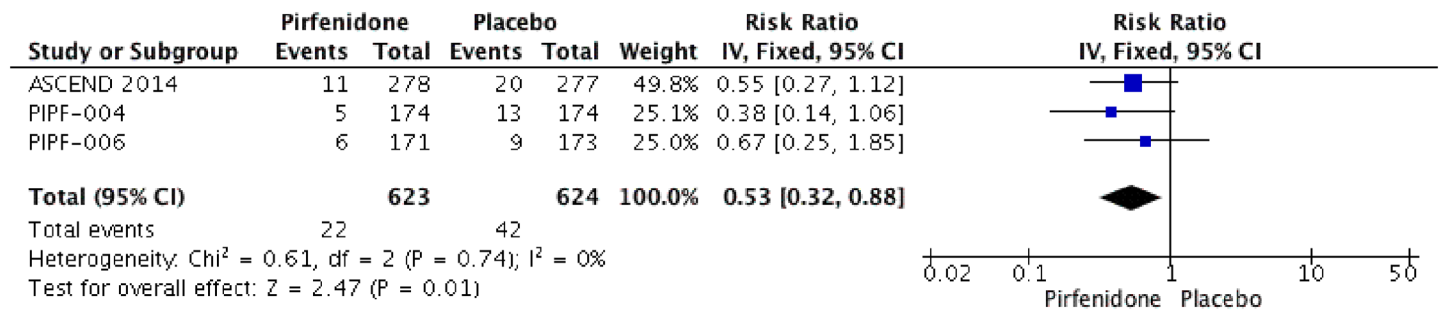 Pirfenidone Placebo Risk Ratio Risk Ratio
Study or Subgroup Events Total Events Total Weight IV, Fixed, 95% CI IV, Fixed, 95% CI
ASCEND 2014 11 278 20 277 49.8% 0.55 [0.27, 1.12]
PIPF-004 5 174 13 174 25.1% 0.38 [0.14, 1.06]
PIPF-006 6 171 9 173 25.0% 0.67 [0.25, 1.85]
Total (95% CI) 623 624 100.0% 0.53 [0.32, 0.88]
Total events 22 42
Heterogeneity: Chi² = 0.61, df = 2 (P = 0.74); I² = 0%
Test for overall effect: Z = 2.47 (P = 0.01)
0.02 0.1 1 10 50
Pirfenidone Placebo